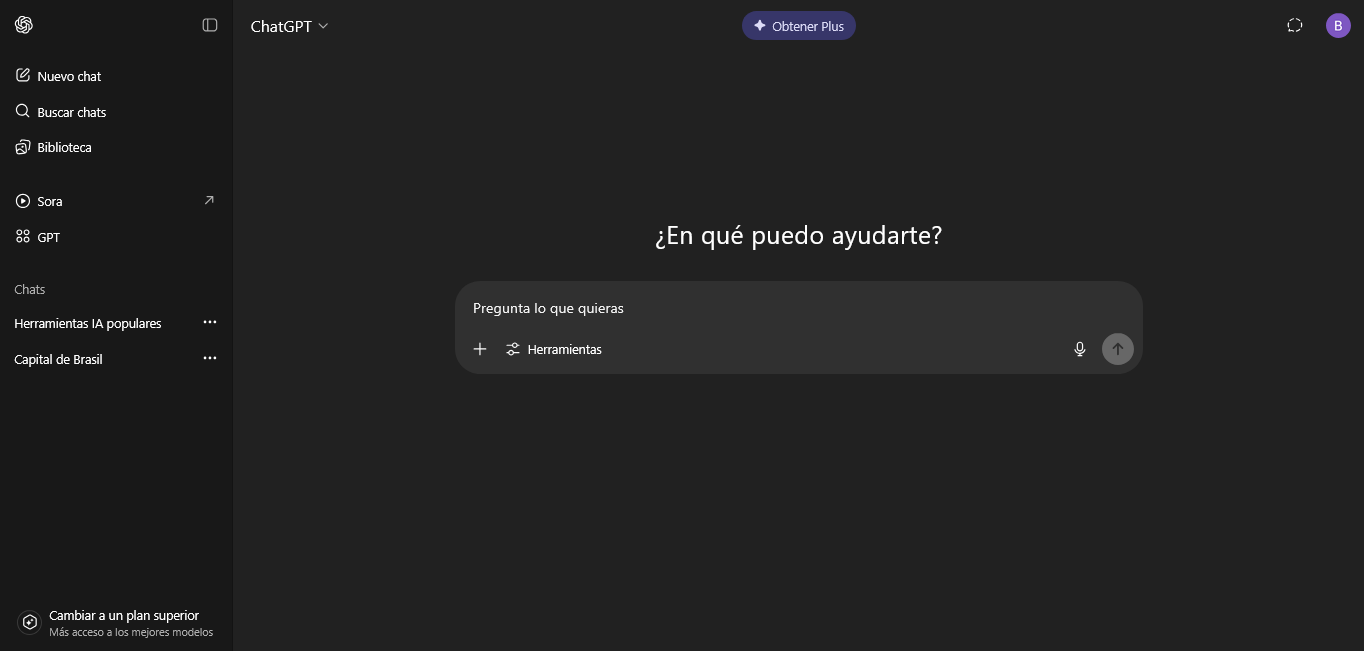 Nuevo chat
Buscar chats
Biblioteca
Sora
GPT
Chats
Herramientas IA populares
Capital de Brasil
Cambiar a un plan superior
Más acceso a los mejores modelos
ChatGPT
Obtener Plus
B
¿En qué puedo ayudarte?
Pregunta lo que quieras
Herramientas